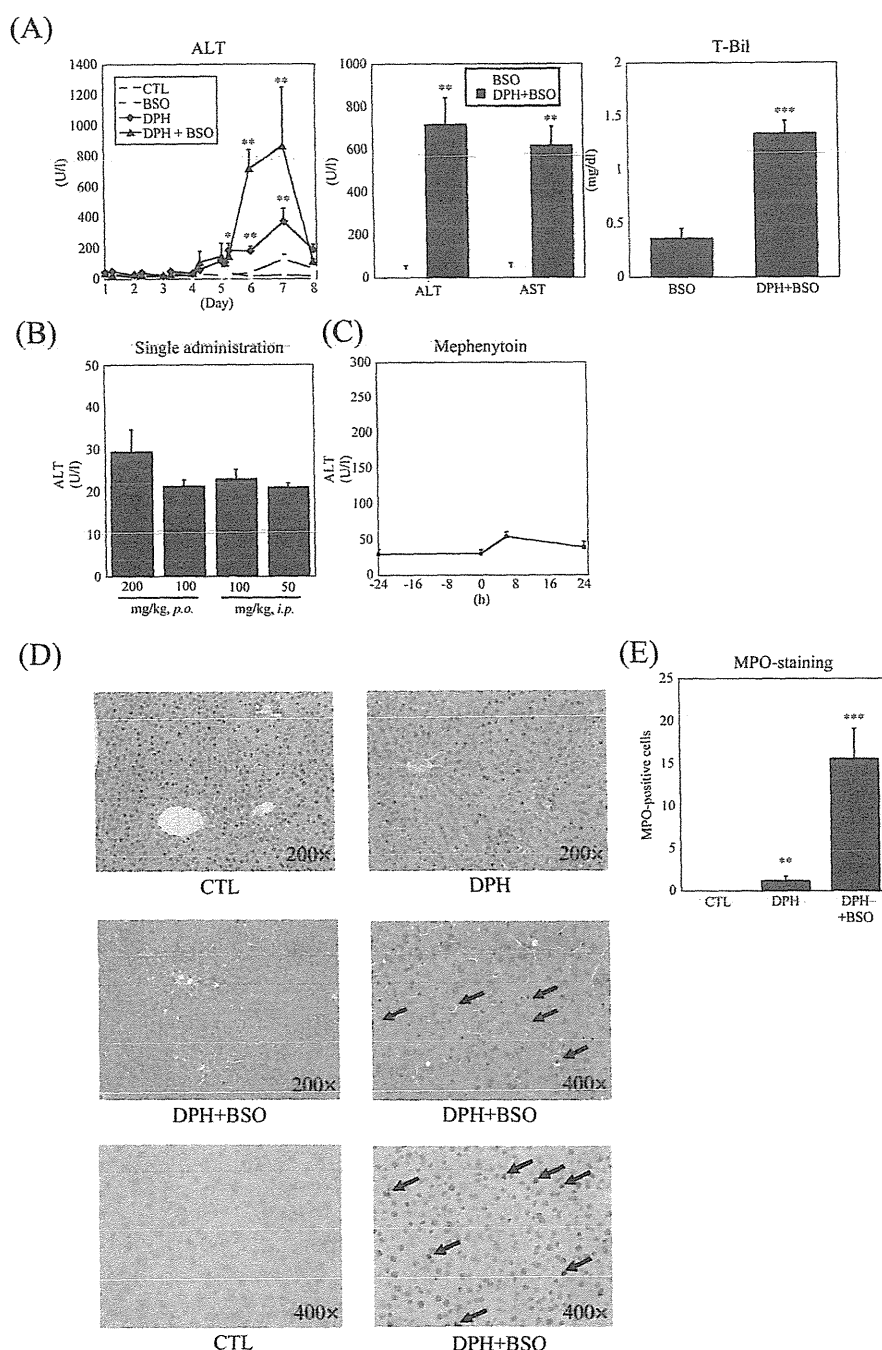 (A)
ALT
T-Bil
1400
1200
1000
800
600
400
200
0
(U/l)
CTL
BSO
DPH
DPH + BSO
**
**
**
*
**
1
2
3
4
5
6
7
8
(Day)
1000
800
600
400
200
0
(U/l)
BSO
DPH+BSO
**
**
ALT
AST
2
1.5
1
0.5
0
(mg/dl)
***
BSO
DPH+BSO
(B)
Single administration
50
40
30
20
10
0
ALT
(U/l)
200
100
100
50
mg/kg, p.o.
mg/kg, i.p.
(C)
Mephenytoin
300
250
200
150
100
50
0
ALT
(U/l)
-24
-16
-8
0
8
16
24
(h)
(D)
200×
CTL
200×
DPH
200×
DPH+BSO
400×
DPH+BSO
400×
CTL
400×
DPH+BSO
(E)
MPO-staining
25
20
15
10
5
0
MPO-positive cells
**
***
CTL
DPH
DPH
+BSO